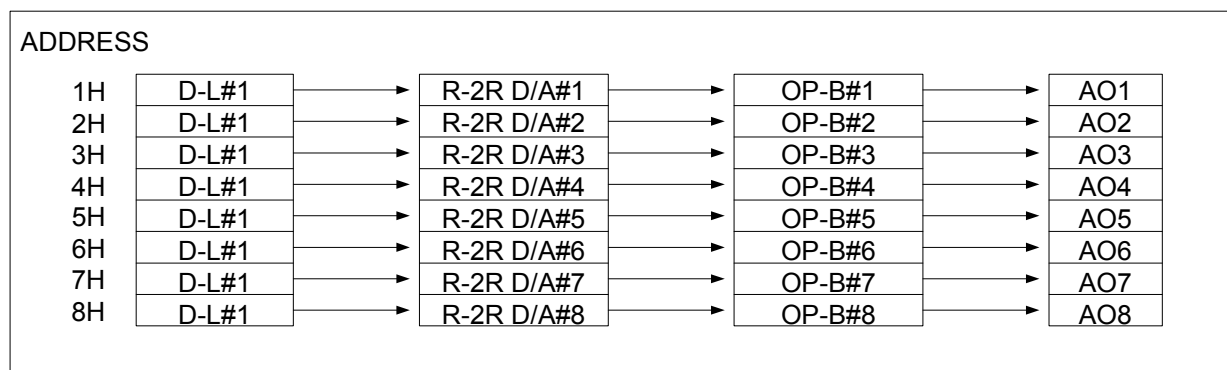 ADDRESS
1H D-L#1 R-2R D/A#1 OP-B#1 AO1
2H D-L#1 R-2R D/A#2 OP-B#2 AO2
3H D-L#1 R-2R D/A#3 OP-B#3 AO3
4H D-L#1 R-2R D/A#4 OP-B#4 AO4
5H D-L#1 R-2R D/A#5 OP-B#5 AO5
6H D-L#1 R-2R D/A#6 OP-B#6 AO6
7H D-L#1 R-2R D/A#7 OP-B#7 AO7
8H D-L#1 R-2R D/A#8 OP-B#8 AO8